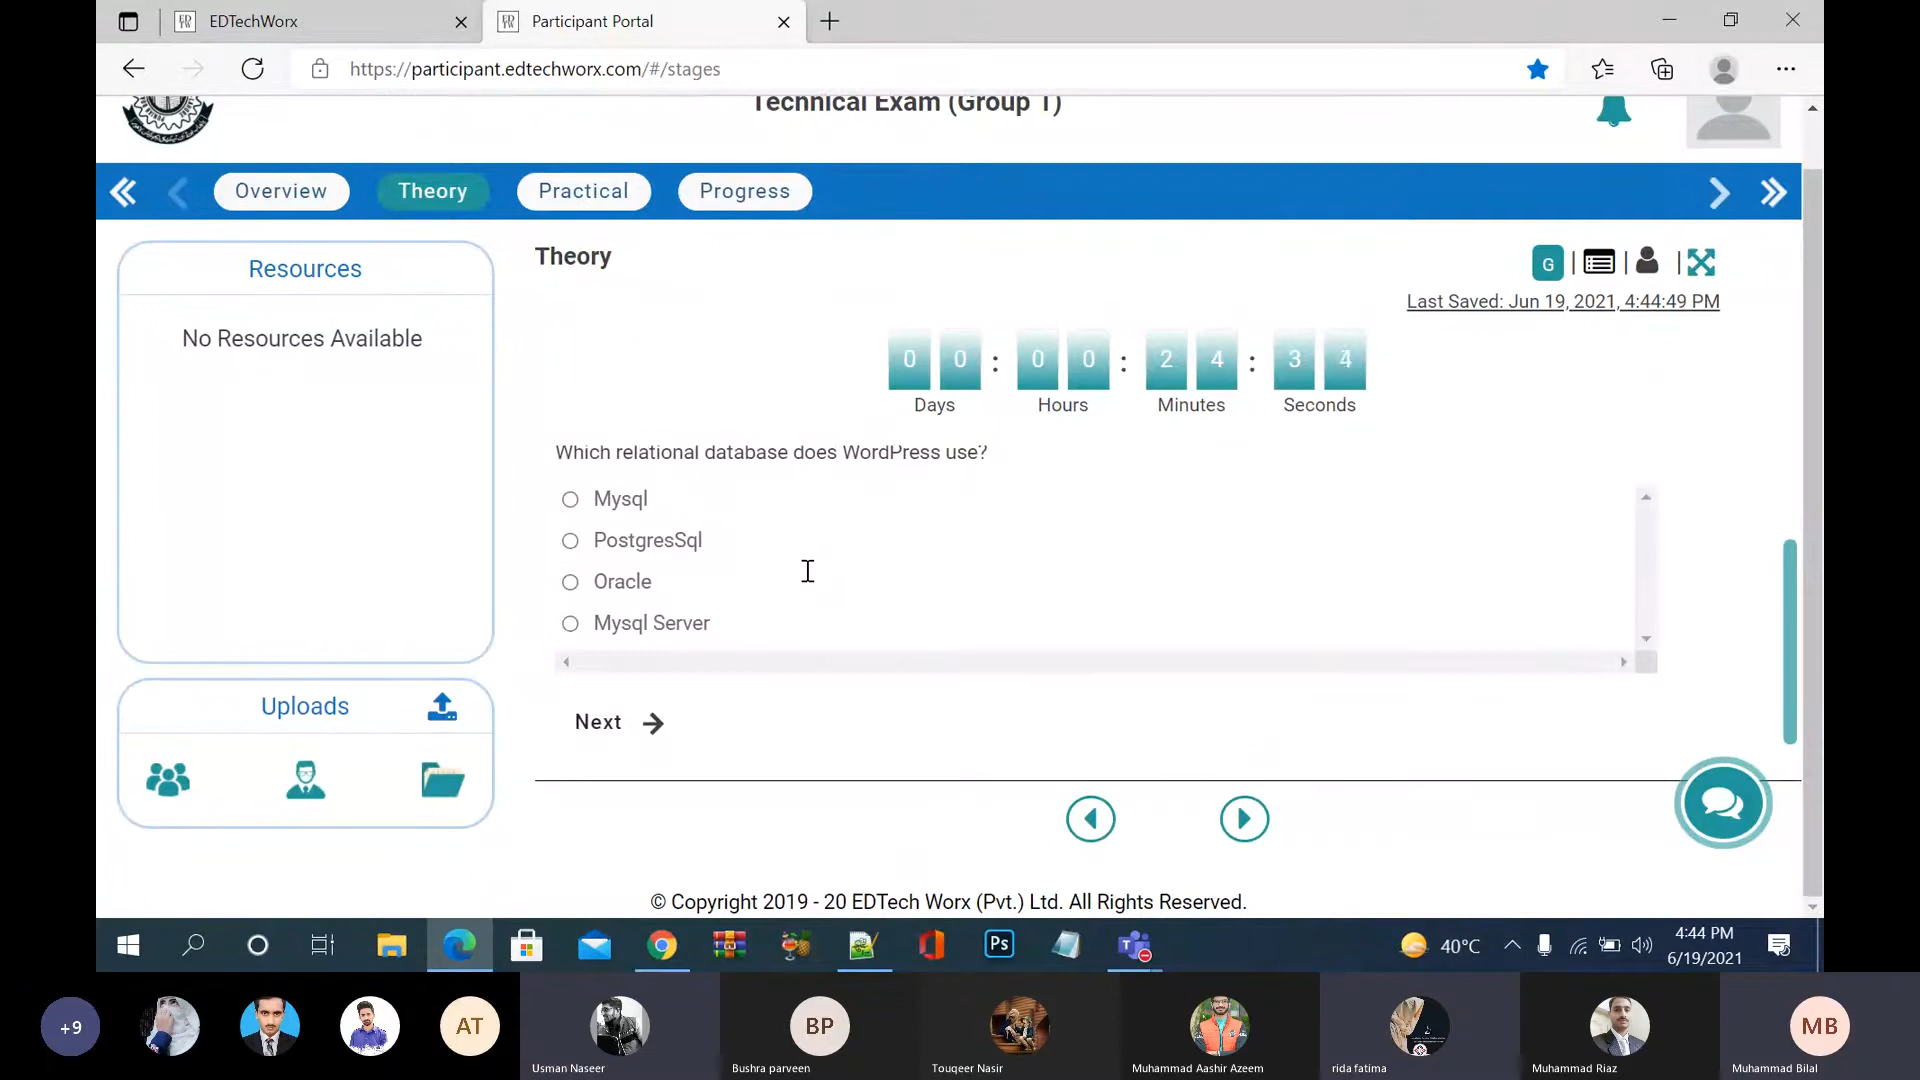 EDTechWorx
Participant Portal
https://participant.edtechworx.com/#/stages
Technical Exam (Group 1)
Overview
Theory
Practical
Progress
Resources
No Resources Available
Uploads
Theory
G
Last Saved: Jun 19, 2021, 4:44:49 PM
0 0 : 0 0 : 2 4 : 3 4
Days Hours Minutes Seconds
Which relational database does WordPress use?
Mysql
PostgresSql
Oracle
Mysql Server
Next
© Copyright 2019 - 20 EDTech Worx (Pvt.) Ltd. All Rights Reserved.
Ps
40°C
4:44 PM
6/19/2021
+9
AT
BP
MB
Usman Naseer
Bushra parveen
Touqeer Nasir
Muhammad Aashir Azeem
rida fatima
Muhammad Riaz
Muhammad Bilal